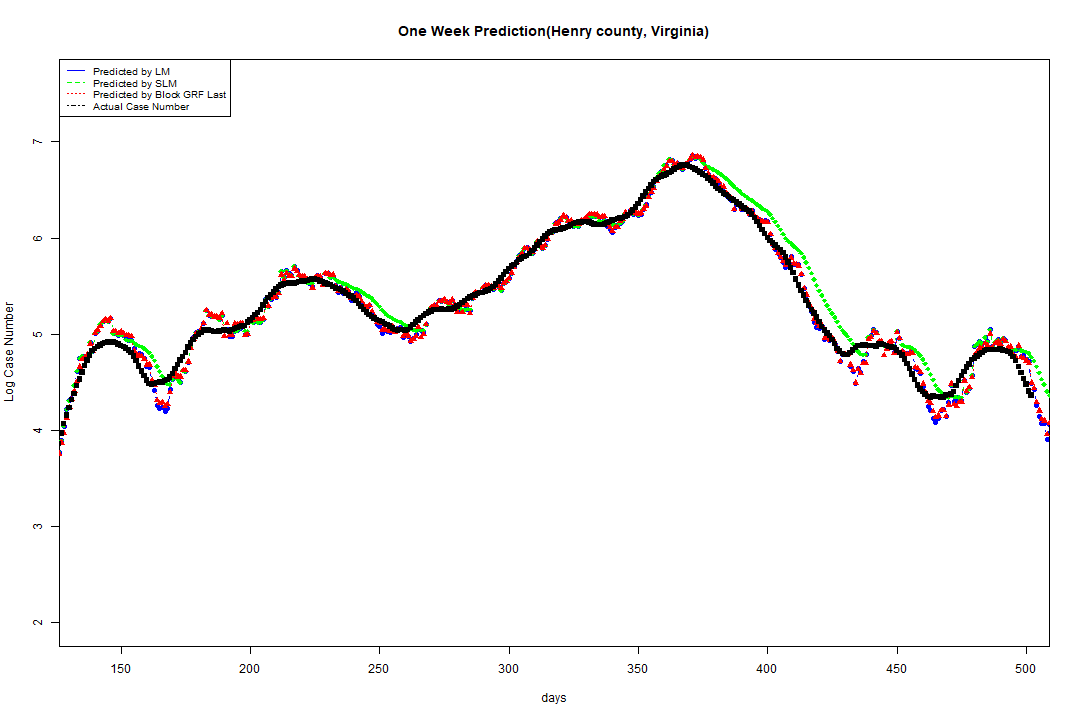 One Week Prediction(Henry county, Virginia)
Predicted by LM
Predicted by SLM
Predicted by Block GRF Last
Actual Case Number
Log Case Number
7
6
5
4
3
2
150 200 250 300 350 400 450 500
days